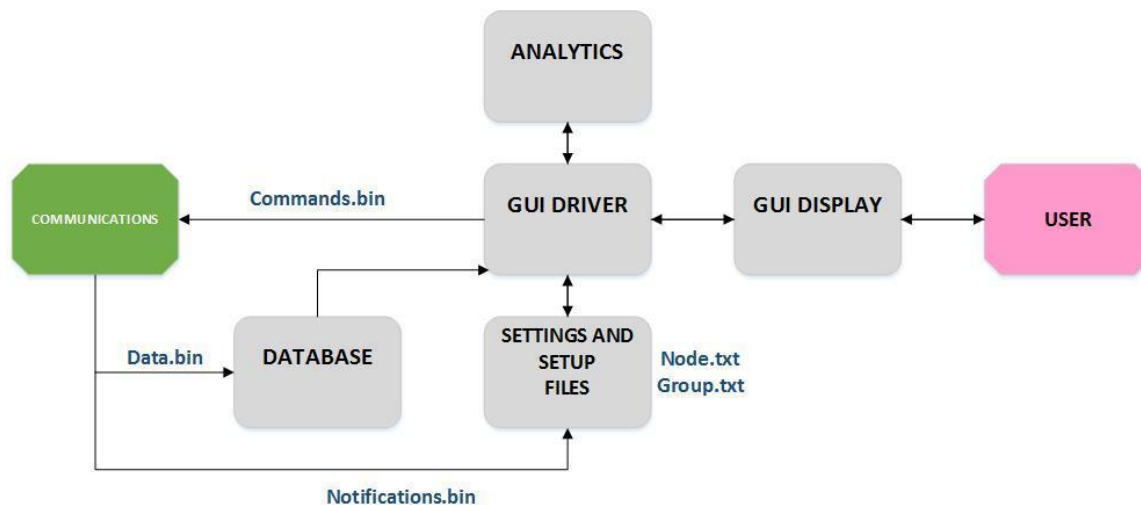 ANALYTICS
Commands.bin
GUI DRIVER
GUI DISPLAY
COMMUNICATIONS
USER
Data.bin
DATABASE
SETTINGS AND
SETUP
FILES
Node.txt
Group.txt
Notifications.bin